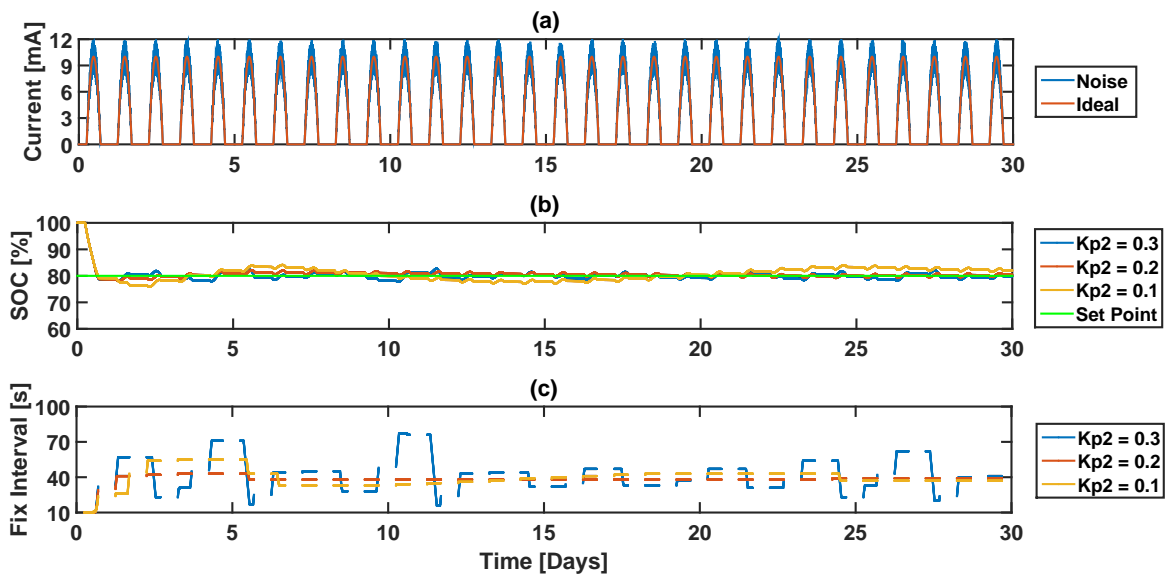 (a)
Current [mA]
12
9
6
3
0
0 5 10 15 20 25 30
Noise
Ideal
(b)
SOC [%]
100
90
80
70
60
0 5 10 15 20 25 30
Kp2 = 0.3
Kp2 = 0.2
Kp2 = 0.1
Set Point
(c)
Fix Interval [s]
100
70
40
10
0 5 10 15 20 25 30
Time [Days]
Kp2 = 0.3
Kp2 = 0.2
Kp2 = 0.1